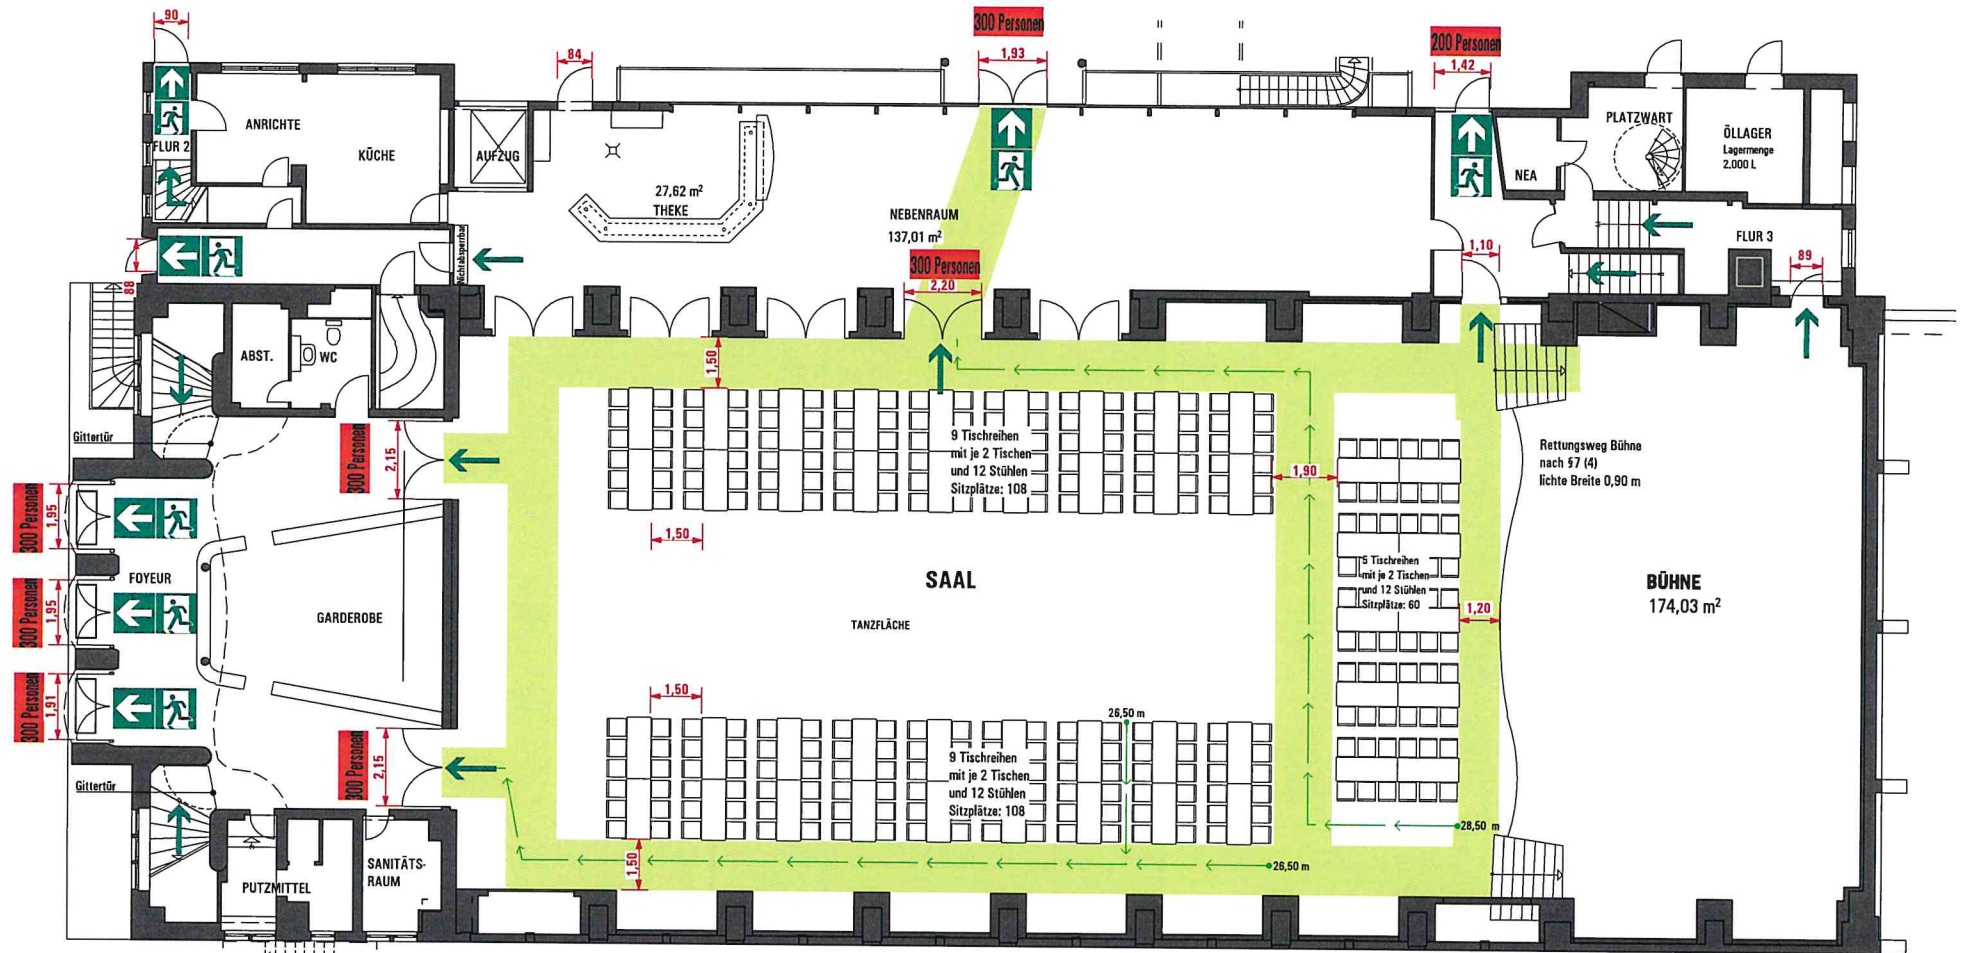 90
300 Personen
1,93
84
200 Personen
1,42
ANRICHTE
KÜCHE
FLUR 2
AUFZUG
27,62 m²
THEKE
NEBENRAUM
137,01 m²
PLATZWART
ÖLLAGER
Lagermenge
2.000 L
NEA
FLUR 3
Nichtabsperrbar
88
300 Personen
2,20
1,10
89
ABST.
WC
1,50
Gittertür
300 Personen
2,15
9 Tischreihen
mit je 2 Tischen
und 12 Stühlen
Sitzplätze: 108
1,90
Rettungsweg Bühne
nach §7 (4)
lichte Breite 0,90 m
300 Personen
1,95
1,50
FOYEUR
GARDEROBE
SAAL
TANZFLÄCHE
5 Tischreihen
mit je 2 Tischen
und 12 Stühlen
Sitzplätze: 60
1,20
BÜHNE
174,03 m²
300 Personen
1,95
300 Personen
1,91
1,50
26,50 m
300 Personen
2,15
9 Tischreihen
mit je 2 Tischen
und 12 Stühlen
Sitzplätze: 108
Gittertür
28,50 m
26,50 m
1,50
PUTZMITTEL
SANITÄTS-
RAUM